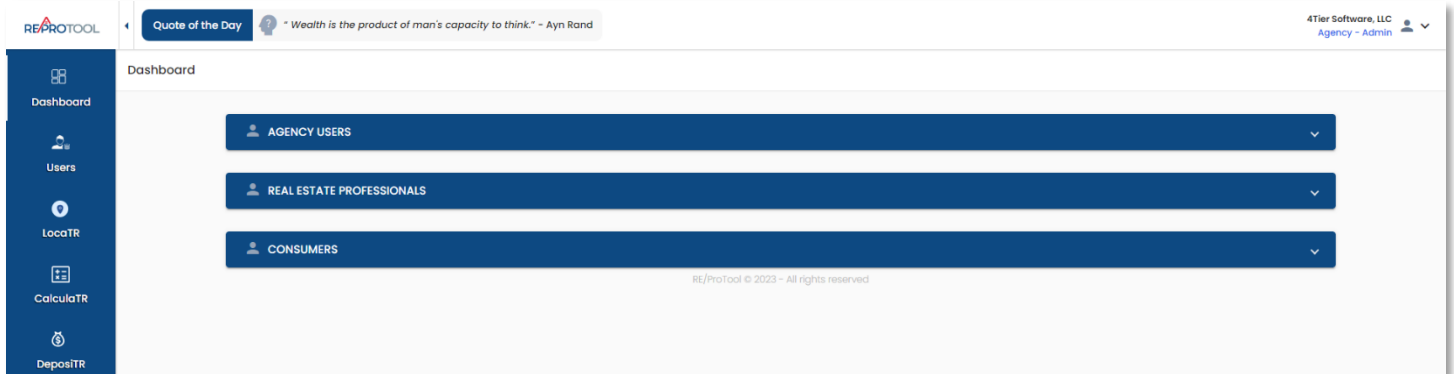 RE/PROTOOL
Quote of the Day
“ Wealth is the product of man's capacity to think.” - Ayn Rand
4Tier Software, LLC
Agency - Admin
Dashboard
Dashboard
Users
LocaTR
CalculaTR
DeposiTR
AGENCY USERS
REAL ESTATE PROFESSIONALS
CONSUMERS
RE/ProTool © 2023 - All rights reserved